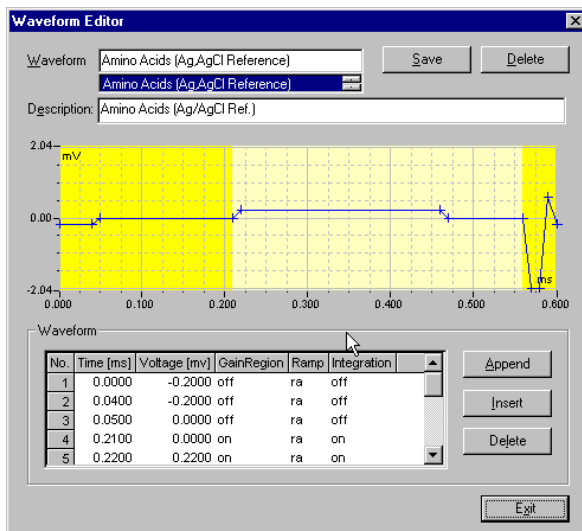 Waveform Editor
Waveform Amino Acids (Ag,AgCl Reference) Save Delete
Amino Acids (Ag,AgCl Reference)
Description: Amino Acids (Ag/AgCl Ref.)
2.04
mV
0.00
-2.04
ms
0.000 0.100 0.200 0.300 0.400 0.500 0.600
Waveform
No. Time [ms] Voltage [mv] GainRegion Ramp Integration
1 0.0000 -0.2000 off ra off
2 0.0400 -0.2000 off ra off
3 0.0500 0.0000 off ra off
4 0.2100 0.0000 on ra on
5 0.2200 0.2200 on ra on
Append
Insert
Delete
Exit